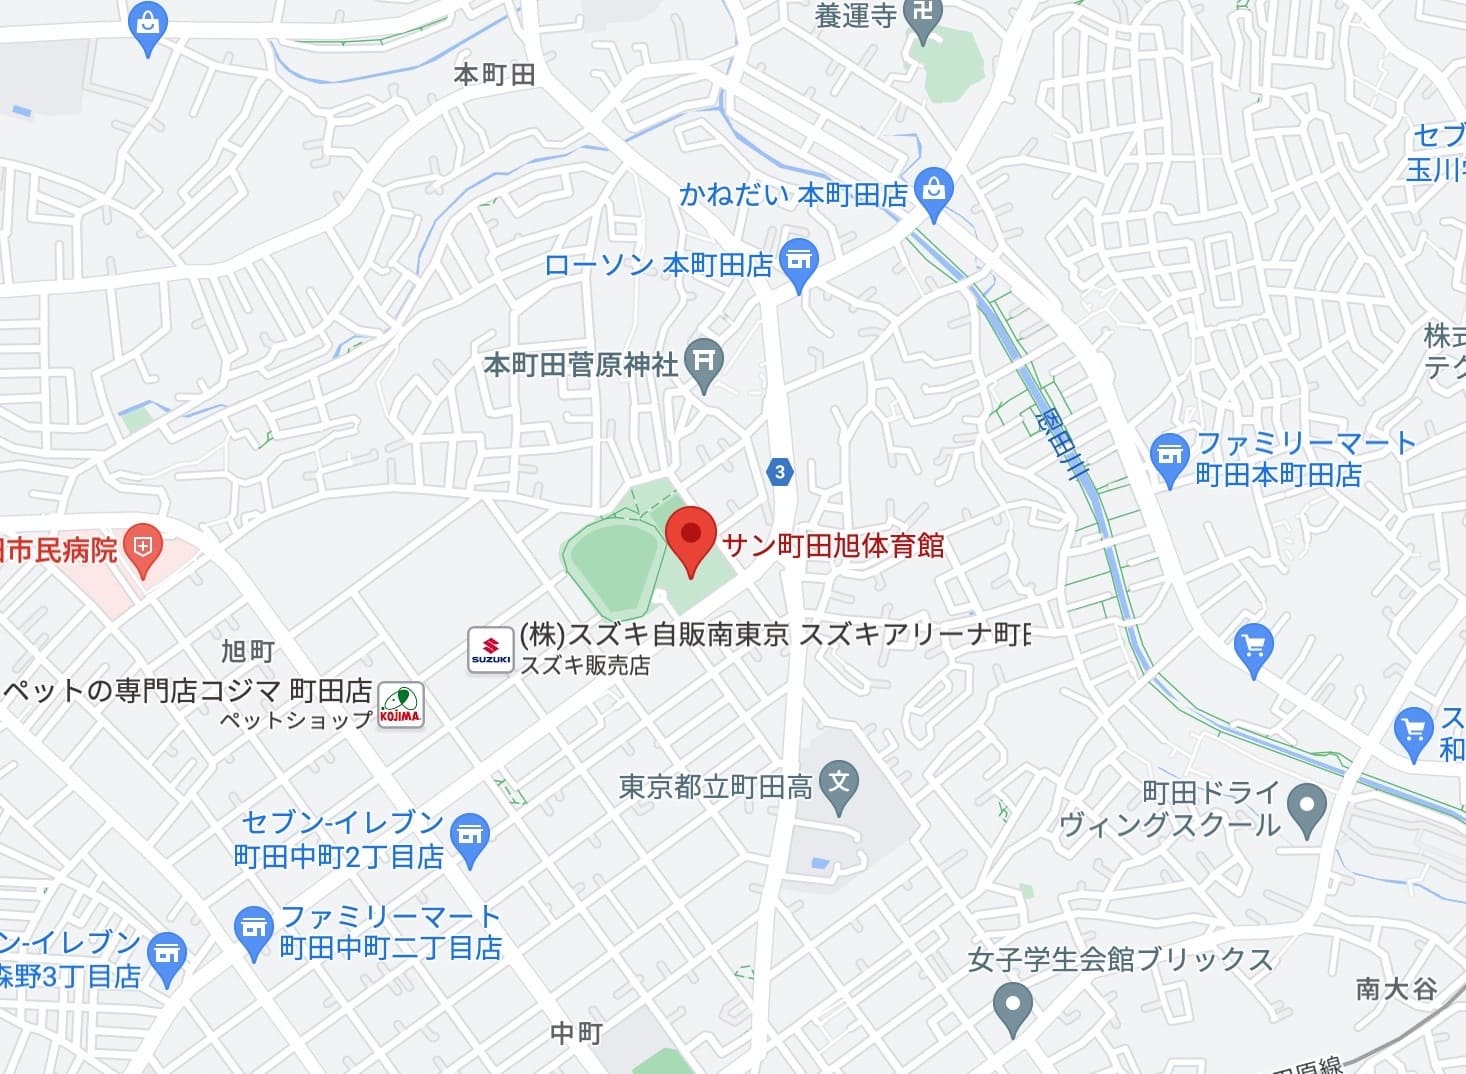 養運寺
本町田
セブ
玉川
かねだい 本町田店
ローソン 本町田店
株式
テク
本町田菅原神社
恩田川
ファミリーマート
町田本町田店
3
サン町田旭体育館
市民病院
(株)スズキ自販南東京 スズキアリーナ町
スズキ販売店
SUZUKI
旭町
ペットの専門店コジマ 町田店
ペットショップ
KOJIMA
ス
和
文
東京都立町田高
町田ドライ
ヴィングスクール
セブン-イレブン
町田中町2丁目店
ファミリーマート
町田中町二丁目店
ン-イレブン
森野3丁目店
女子学生会館ブリックス
南大谷
中町
原線